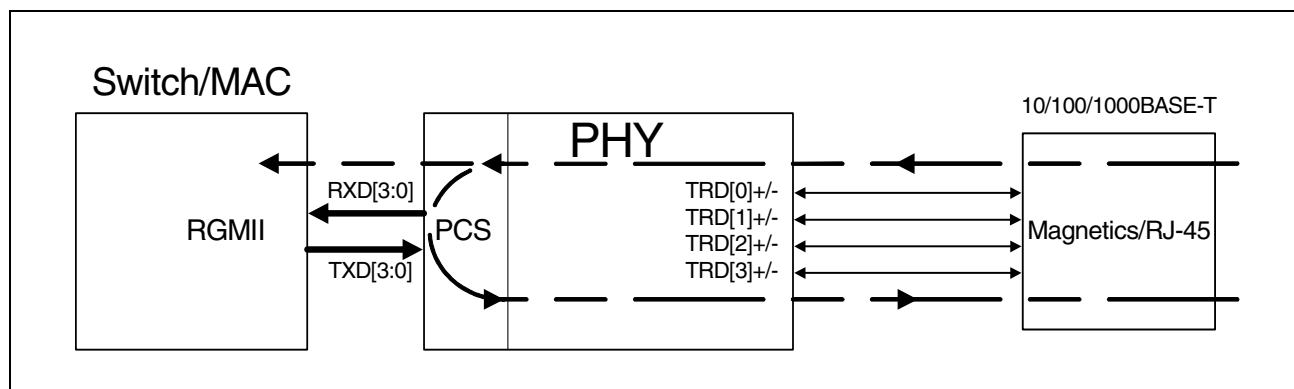 Switch/MAC
10/100/1000BASE-T
PHY
RXD[3:0]
TRD[0]+/-
TRD[1]+/-
RGMII
PCS
Magnetics/RJ-45
TRD[2]+/-
TXD[3:0]
TRD[3]+/-